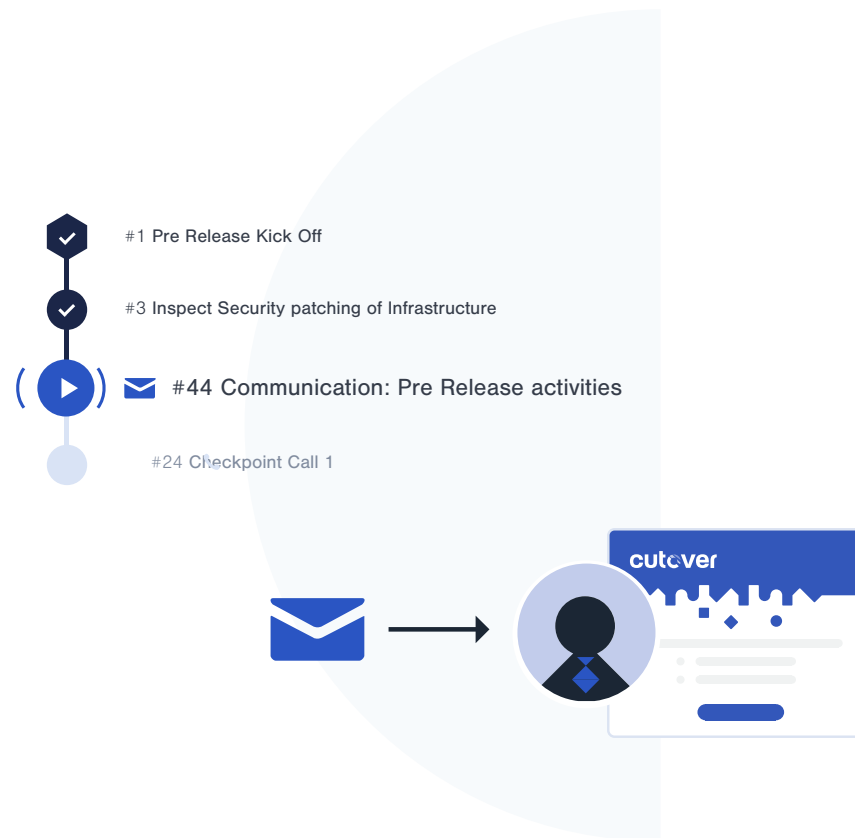 #1 Pre Release Kick Off
#3 Inspect Security patching of Infrastructure
#44 Communication: Pre Release activities
#24 Checkpoint Call 1
cutover